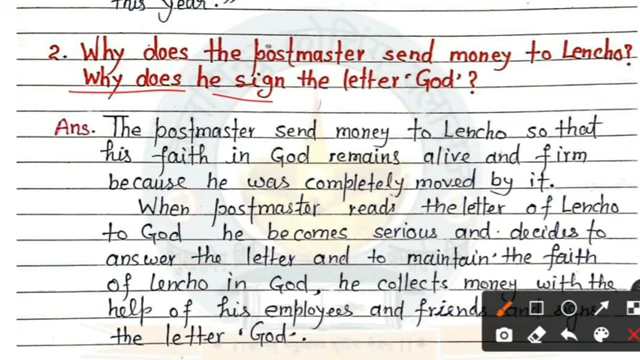 this year."
2. Why does the postmaster send money to Lencho?
Why does he sign the letter 'God'?
Ans. The postmaster send money to Lencho so that
his faith in God remains alive and firm
because he was completely moved by it.
When postmaster reads the letter of Lencho
to God he becomes serious and decides to
answer the letter and to maintain the faith
of Lencho in God, he collects money with the
help of his employees and friends and signs
the letter 'God'.